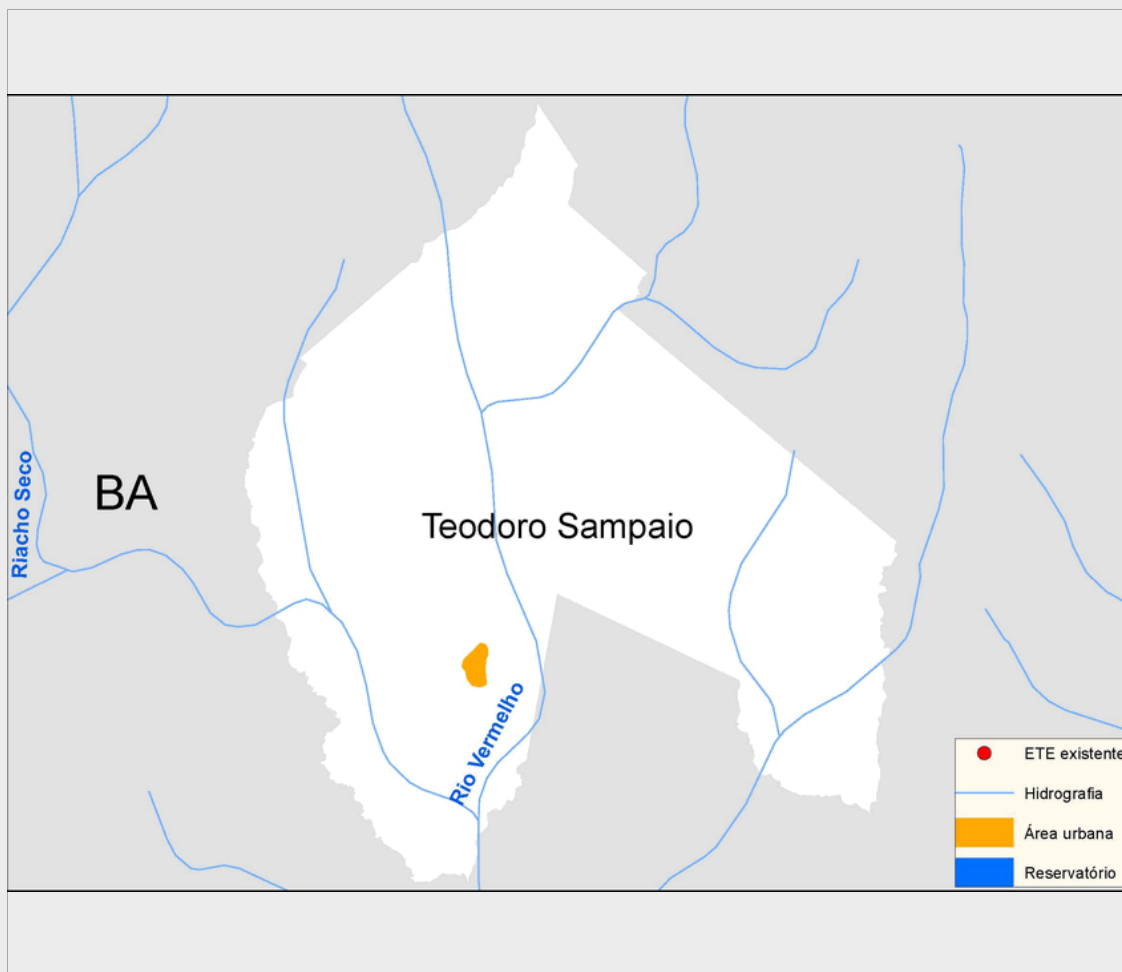 Riacho Seco
BA
Teodoro Sampaio
Rio Vermelho
ETE existente
Hidrografia
Área urbana
Reservatório